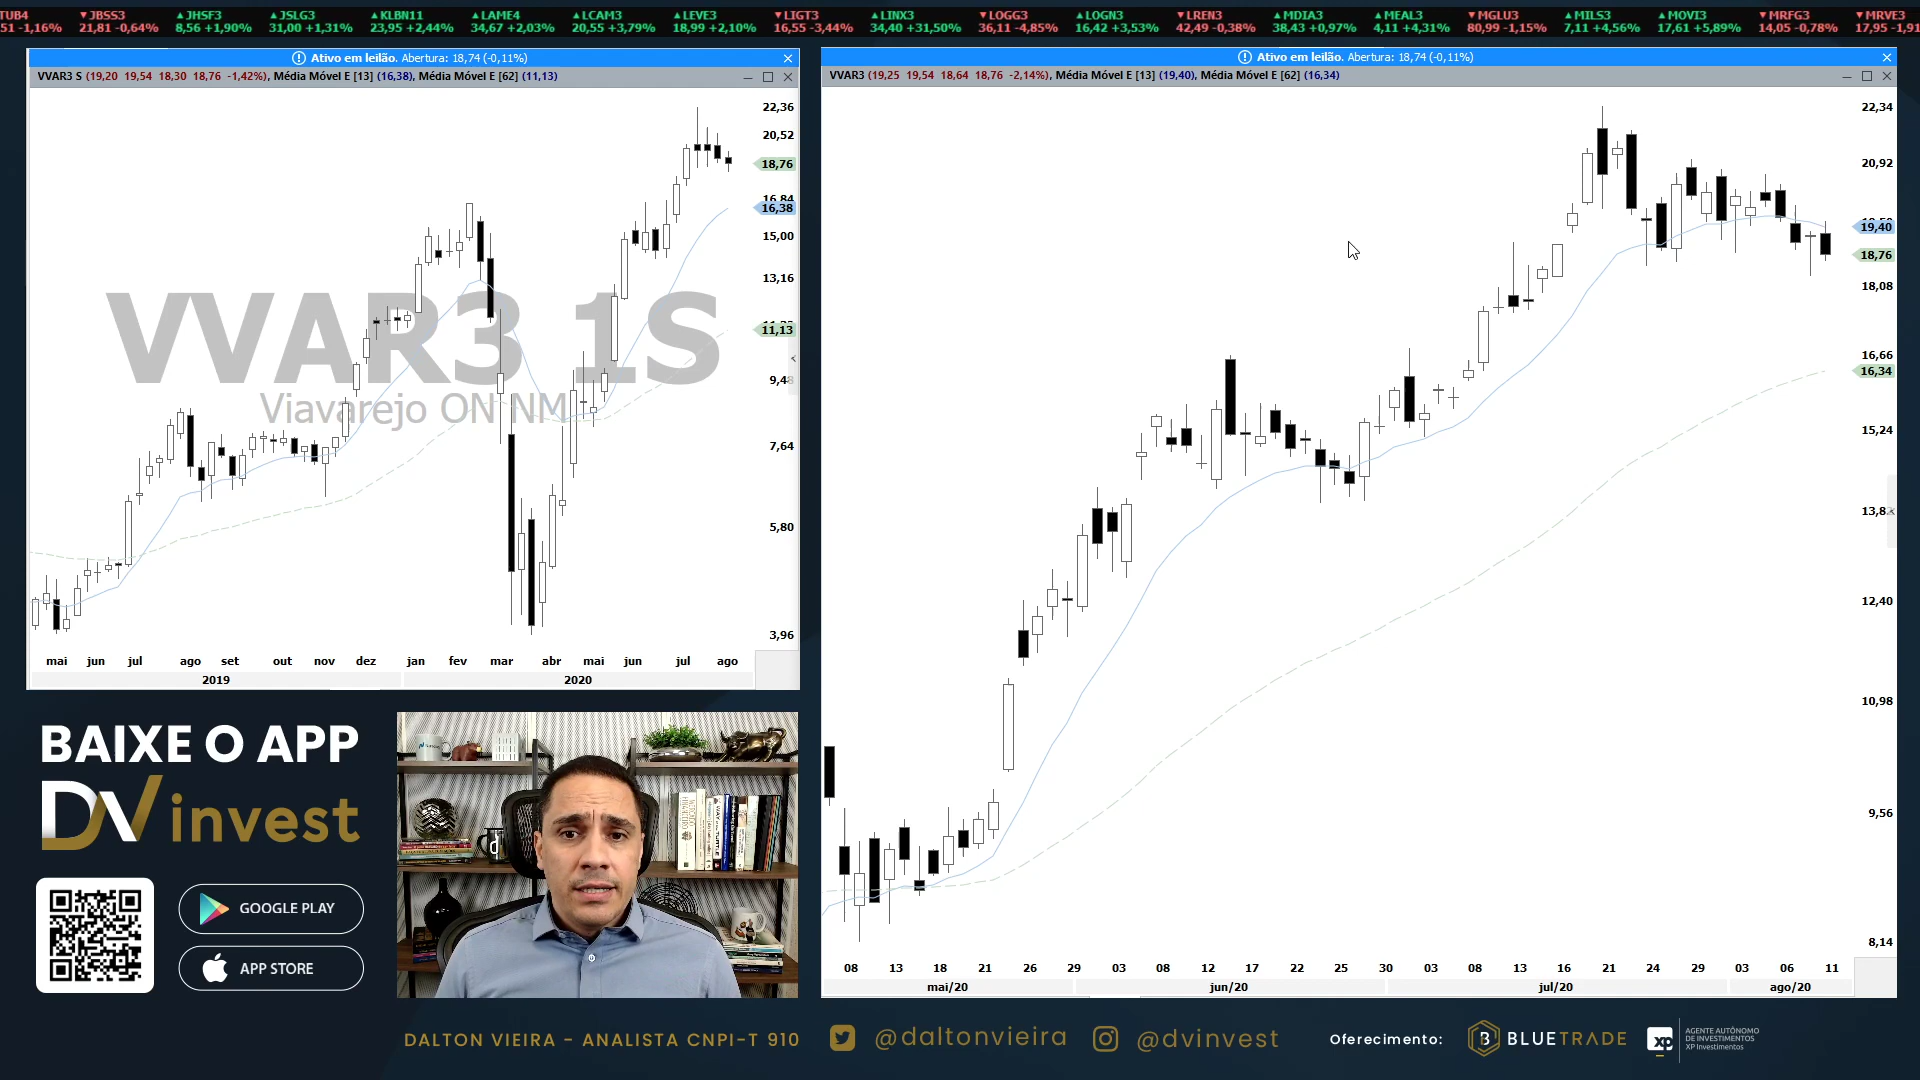 TUB4 ▼JBSS3 ▲JHSF3 ▲JSLG3 ▲KLBN11 ▲LAME4 ▲LCAM3 ▲LEVE3 ▼LIGT3 ▲LINX3 ▼LOGG3 ▲LOGN3 ▼LREN3 ▲MDIA3 ▲MEAL3 ▼MGLU3 ▲MILS3 ▲MOVI3 ▼MRFG3 ▼MRVE3
51 -1,16% 21,81 -0,64% 8,56 +1,90% 31,00 +1,31% 23,95 +2,44% 34,67 +2,03% 20,55 +3,79% 18,99 +2,10% 16,55 -3,44% 34,40 +31,50% 36,11 -4,85% 16,42 +3,53% 42,49 -0,38% 38,43 +0,97% 4,11 +4,31% 80,99 -1,15% 7,11 +4,56% 17,61 +5,89% 14,05 -0,78% 17,95 -1,91
Ativo em leilão. Abertura: 18,74 (-0,11%)
VVAR3 S (19,20 19,54 18,30 18,76 -1,42%), Média Móvel E [13] (16,38), Média Móvel E [62] (11,13)
22,36
20,52
18,76
16,84
16,38
15,00
13,16
11,13
9,48
7,64
5,80
3,96
VVAR3 1S
Viavarejo ON NM
mai jun jul ago set out nov dez jan fev mar abr mai jun jul ago
2019 2020
Ativo em leilão. Abertura: 18,74 (-0,11%)
VVAR3 (19,25 19,54 18,64 18,76 -2,14%), Média Móvel E [13] (19,40), Média Móvel E [62] (16,34)
22,34
20,92
19,40
18,76
18,08
16,66
16,34
15,24
13,82
12,40
10,98
9,56
8,14
08 13 18 21 26 29 03 08 12 17 22 25 30 03 08 13 16 21 24 29 03 06 11
mai/20 jun/20 jul/20 ago/20
BAIXE O APP
DV invest
GOOGLE PLAY
APP STORE
DALTON VIEIRA - ANALISTA CNPI-T 910
@daltonvieira
@dvinvest
Oferecimento:
BLUETRADE
xp
AGENTE AUTÔNOMO
DE INVESTIMENTOS
XP Investimentos